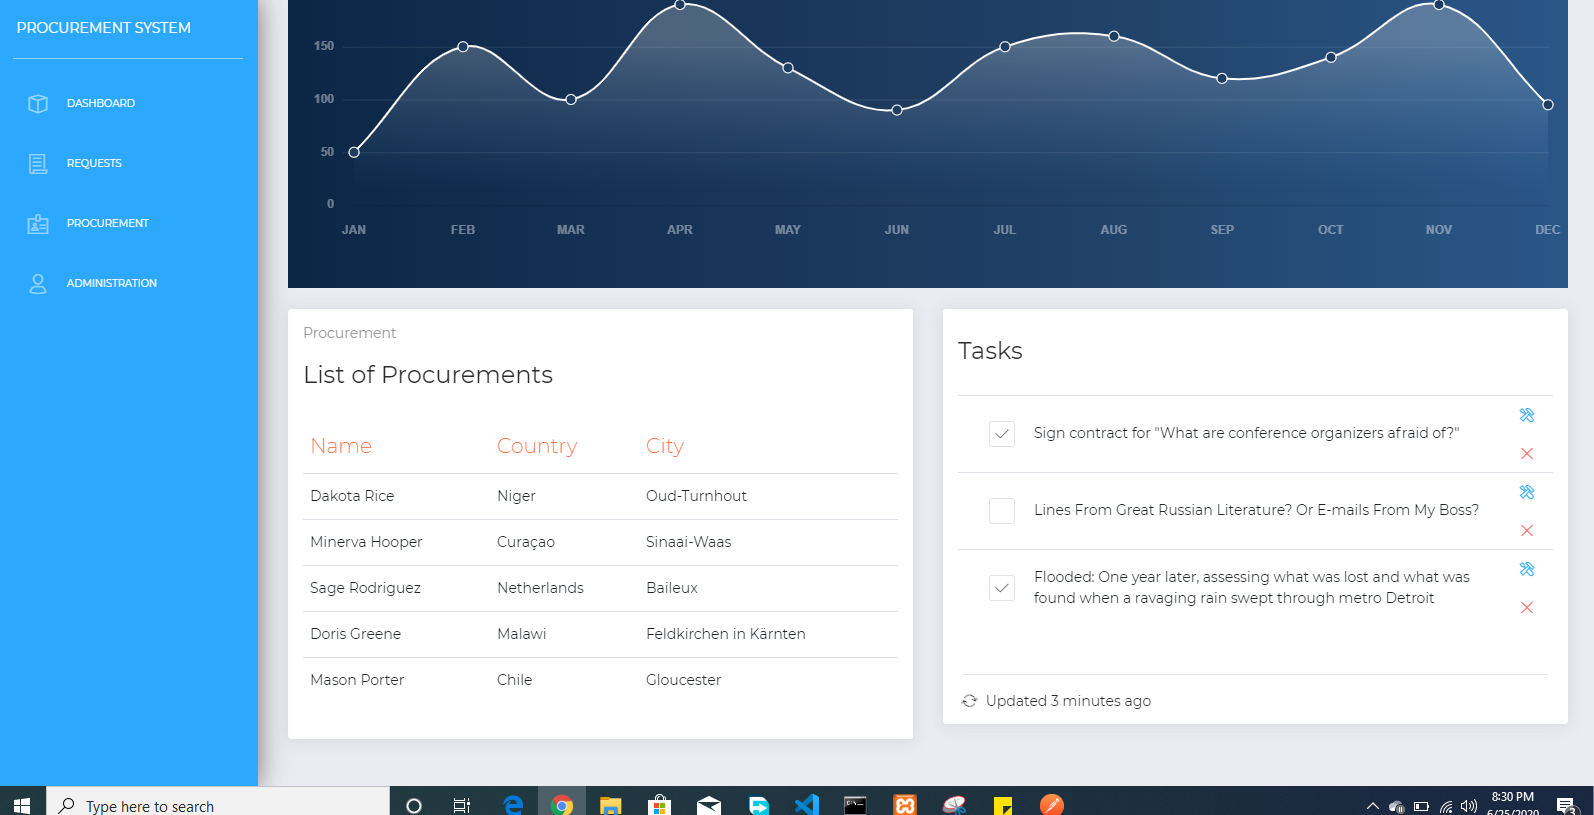 PROCUREMENT SYSTEM
DASHBOARD
REQUESTS
PROCUREMENT
ADMINISTRATION
150
100
50
0
JAN FEB MAR APR MAY JUN JUL AUG SEP OCT NOV DEC
Procurement
List of Procurements
Name Country City
Dakota Rice Niger Oud-Turnhout
Minerva Hooper Curaçao Sinaai-Waas
Sage Rodriguez Netherlands Baileux
Doris Greene Malawi Feldkirchen in Kärnten
Mason Porter Chile Gloucester
Tasks
Sign contract for "What are conference organizers afraid of?"
Lines From Great Russian Literature? Or E-mails From My Boss?
Flooded: One year later, assessing what was lost and what was
found when a ravaging rain swept through metro Detroit
Updated 3 minutes ago
Type here to search
8:30 PM
6/25/2020
3